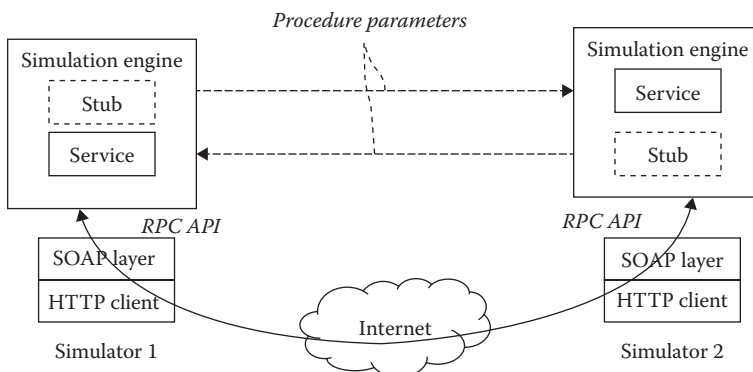 Procedure parameters
Simulation engine
Stub
Service
Simulation engine
Service
Stub
RPC API
SOAP layer
HTTP client
Simulator 1
Internet
RPC API
SOAP layer
HTTP client
Simulator 2